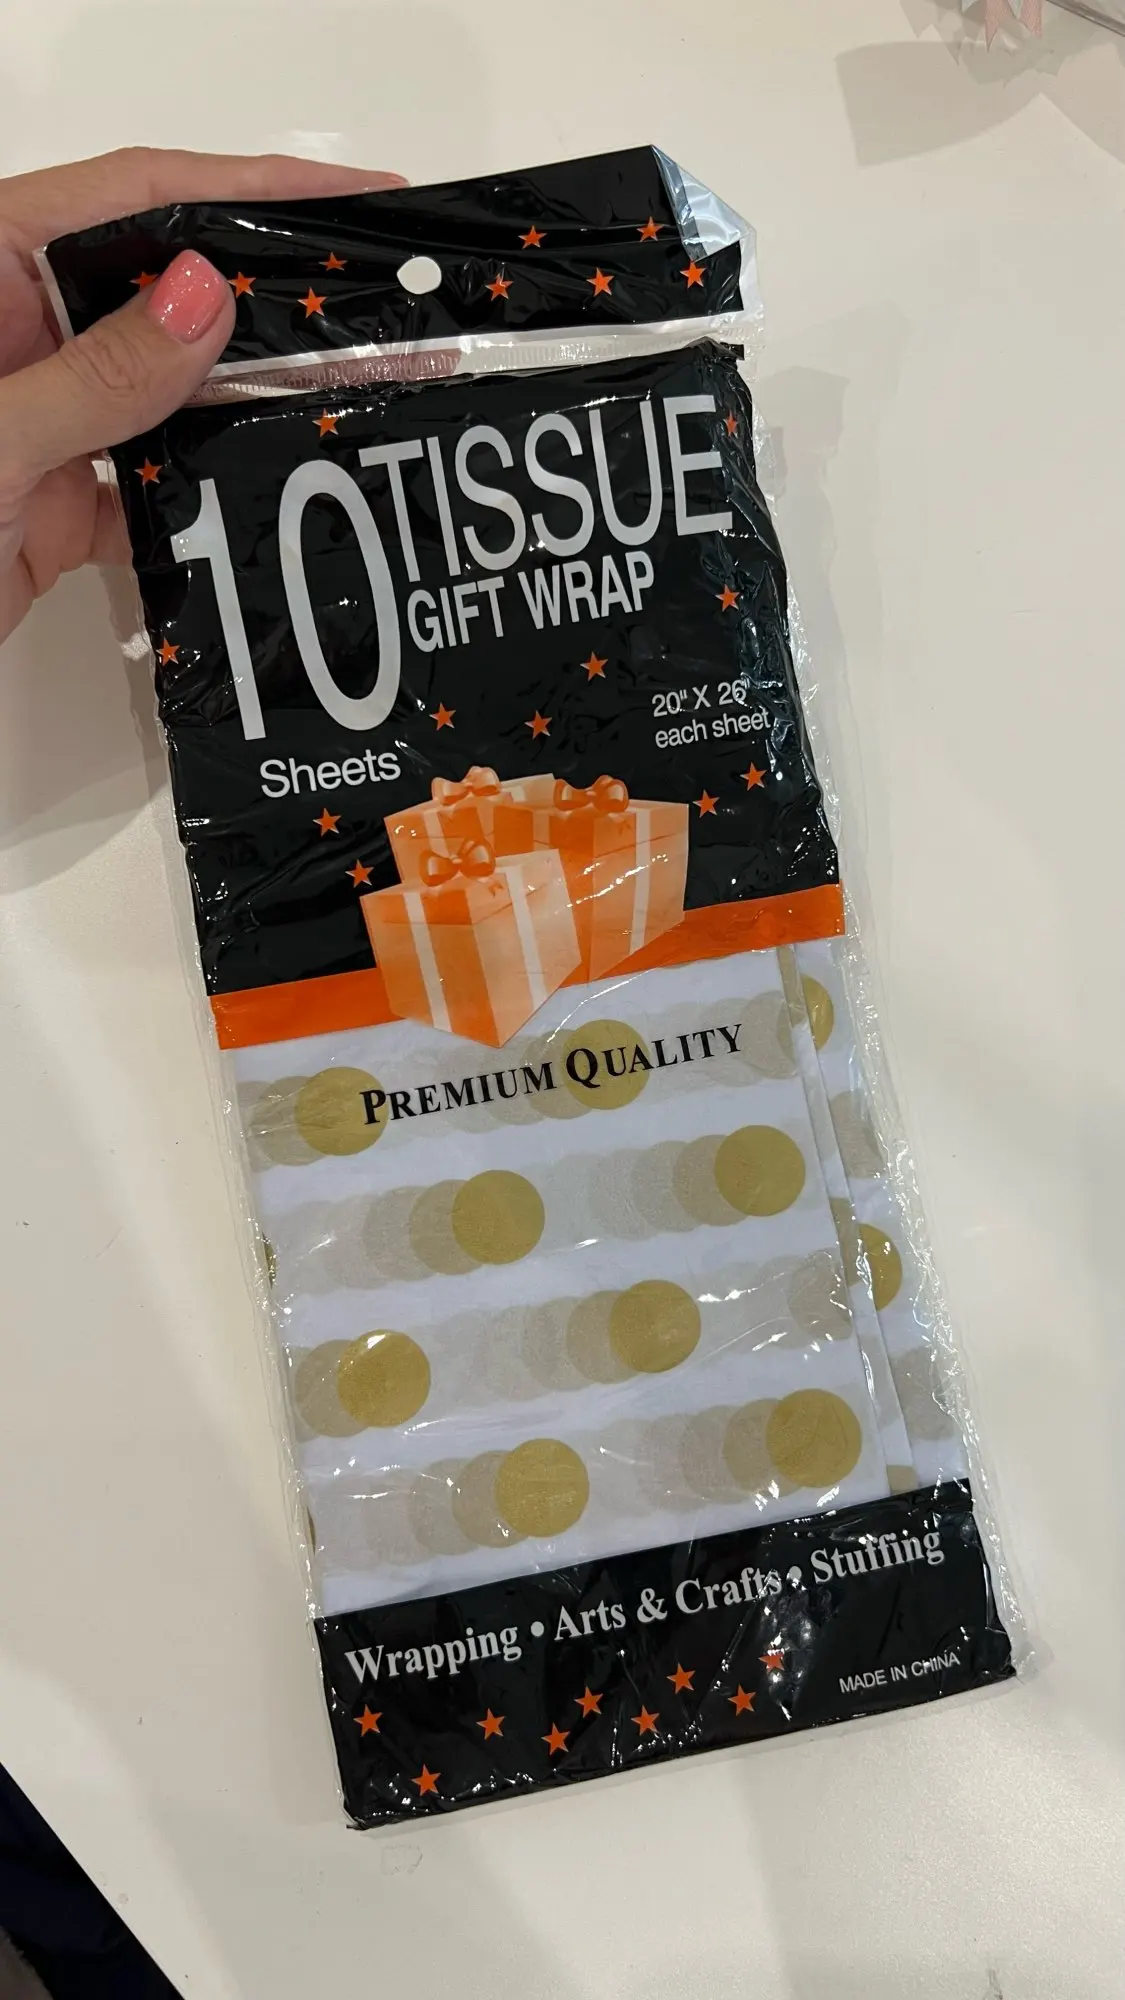 10 TISSUE
GIFT WRAP
20" X 26"
each sheet
Sheets
PREMIUM QUALITY
Wrapping • Arts & Crafts • Stuffing
MADE IN CHINA